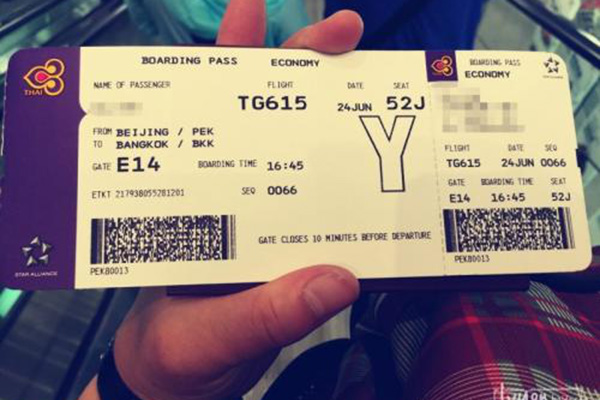 BOARDING PASS ECONOMY
THAI
NAME OF PASSENGER FLIGHT DATE SEAT
TG615 24JUN 52J
FROM BEIJING / PEK
TO BANGKOK / BKK
Y
GATE E14 BOARDING TIME 16:45
ETKT 217938055281201 SEQ 0066
GATE CLOSES 10 MINUTES BEFORE DEPARTURE
STAR ALLIANCE
PEK80013
BOARDING PASS
ECONOMY
FLIGHT DATE SEQ
TG615 24JUN 0066
GATE BOARDING TIME SEAT
E14 16:45 52J
PEK80013